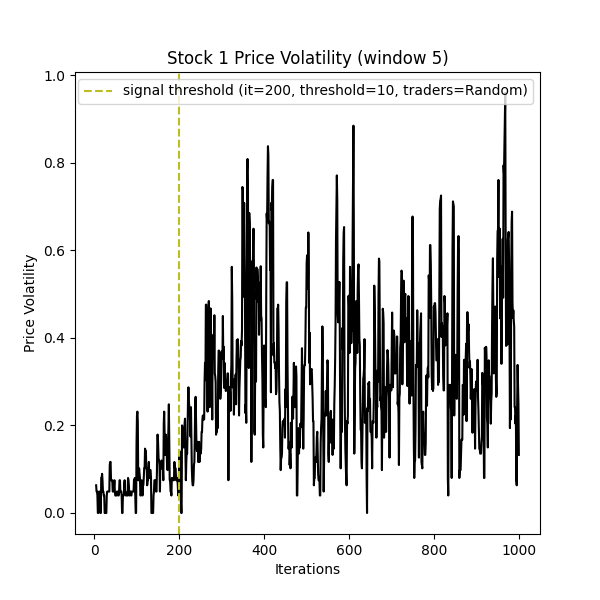 Stock 1 Price Volatility (window 5)
signal threshold (it=200, threshold=10, traders=Random)
1.0
0.8
0.6
0.4
0.2
0.0
Price Volatility
0 200 400 600 800 1000
Iterations